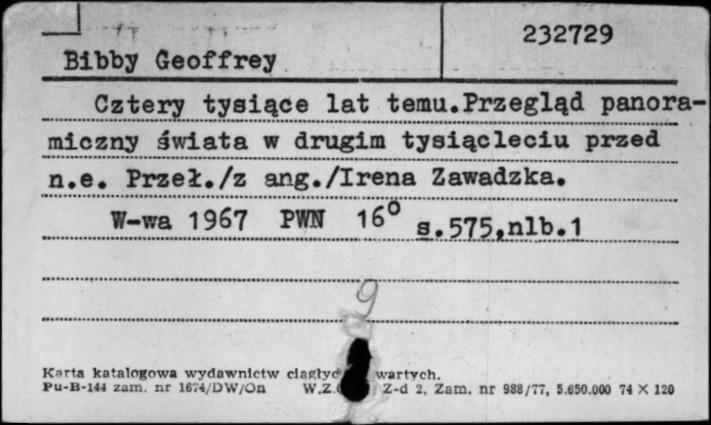 232729
Bibby Geoffrey
Cztery tysiące lat temu.Przegląd panora-
miczny świata w drugim tysiącleciu przed
n.e. Przeł./z ang./Irena Zawadzka.
W-wa 1967 PWN 16° s.575,nlb.1
9
Karta katalogowa wydawnictw wartych.
Pu-B-144 zam. nr 1674/DW/On W.Z. Z-d 2, Zam. nr 988/77, 5.650.000 74 X 120